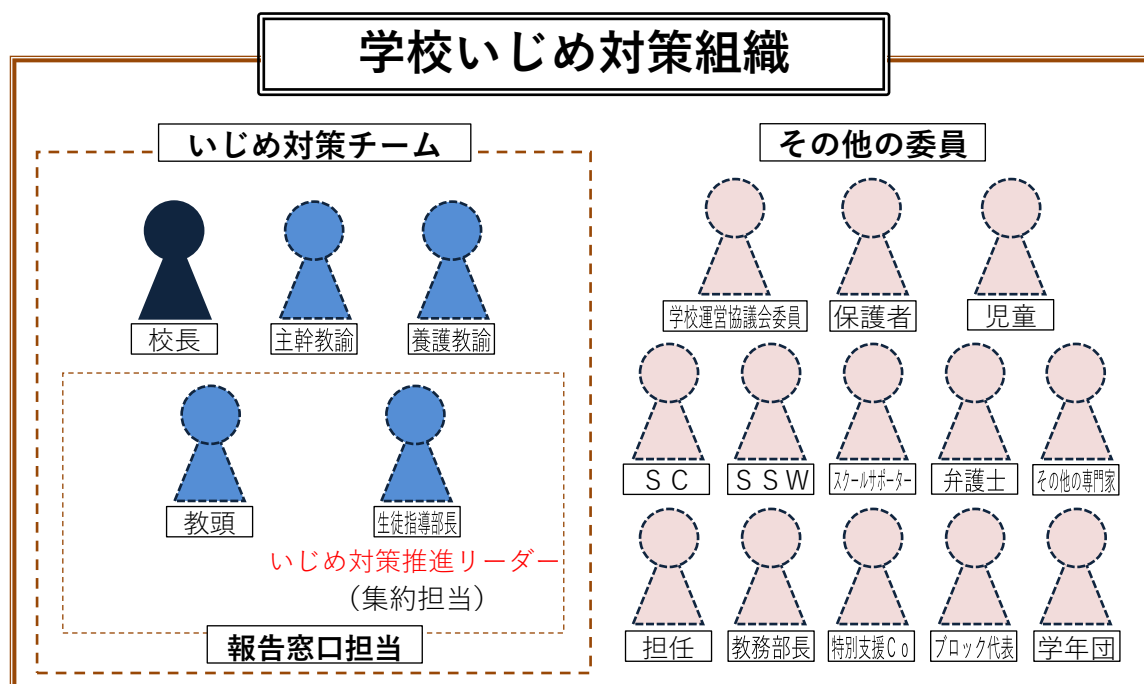 学校いじめ対策組織
いじめ対策チーム
校長
主幹教諭
養護教諭
教頭
生徒指導部長
いじめ対策推進リーダー
（集約担当）
報告窓口担当
その他の委員
学校運営協議会委員
保護者
児童
ＳＣ
ＳＳＷ
スクールサポーター
弁護士
その他の専門家
担任
教務部長
特別支援Ｃｏ
ブロック代表
学年団